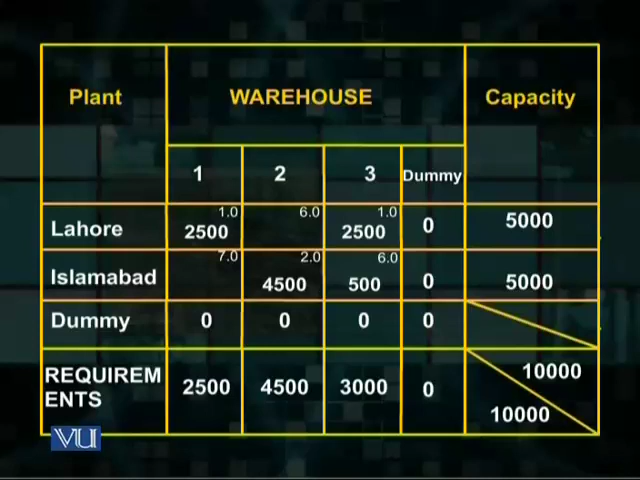 Plant WAREHOUSE Capacity
1 2 3 Dummy
1.0 6.0 1.0
Lahore 2500 2500 0 5000
7.0 2.0 6.0
Islamabad 4500 500 0 5000
Dummy 0 0 0 0
REQUIREM 10000
ENTS 2500 4500 3000 0
10000
VU